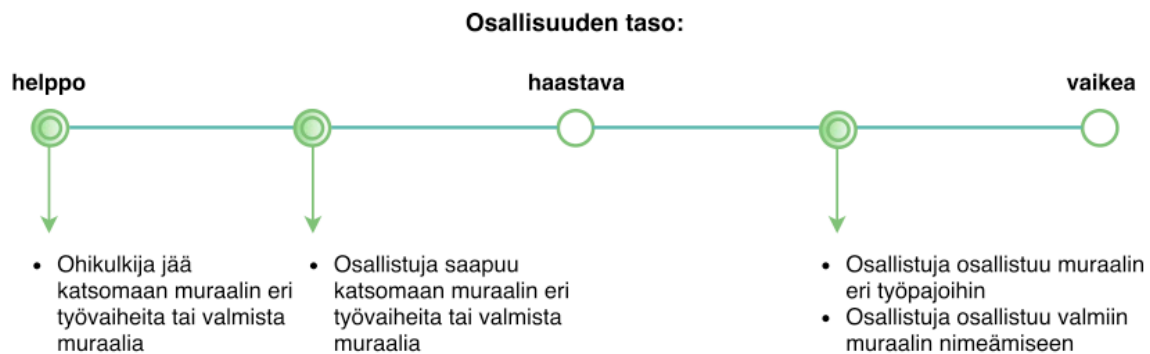 Osallisuuden taso:
helppo
haastava
vaikea
• Ohikulkija jää
katsomaan muraalin eri
työvaiheita tai valmista
muraalia
• Osallistuja saapuu
katsomaan muraalin eri
työvaiheita tai valmista
muraalia
• Osallistuja osallistuu muraalin
eri työpajoihin
• Osallistuja osallistuu valmiin
muraalin nimeämiseen